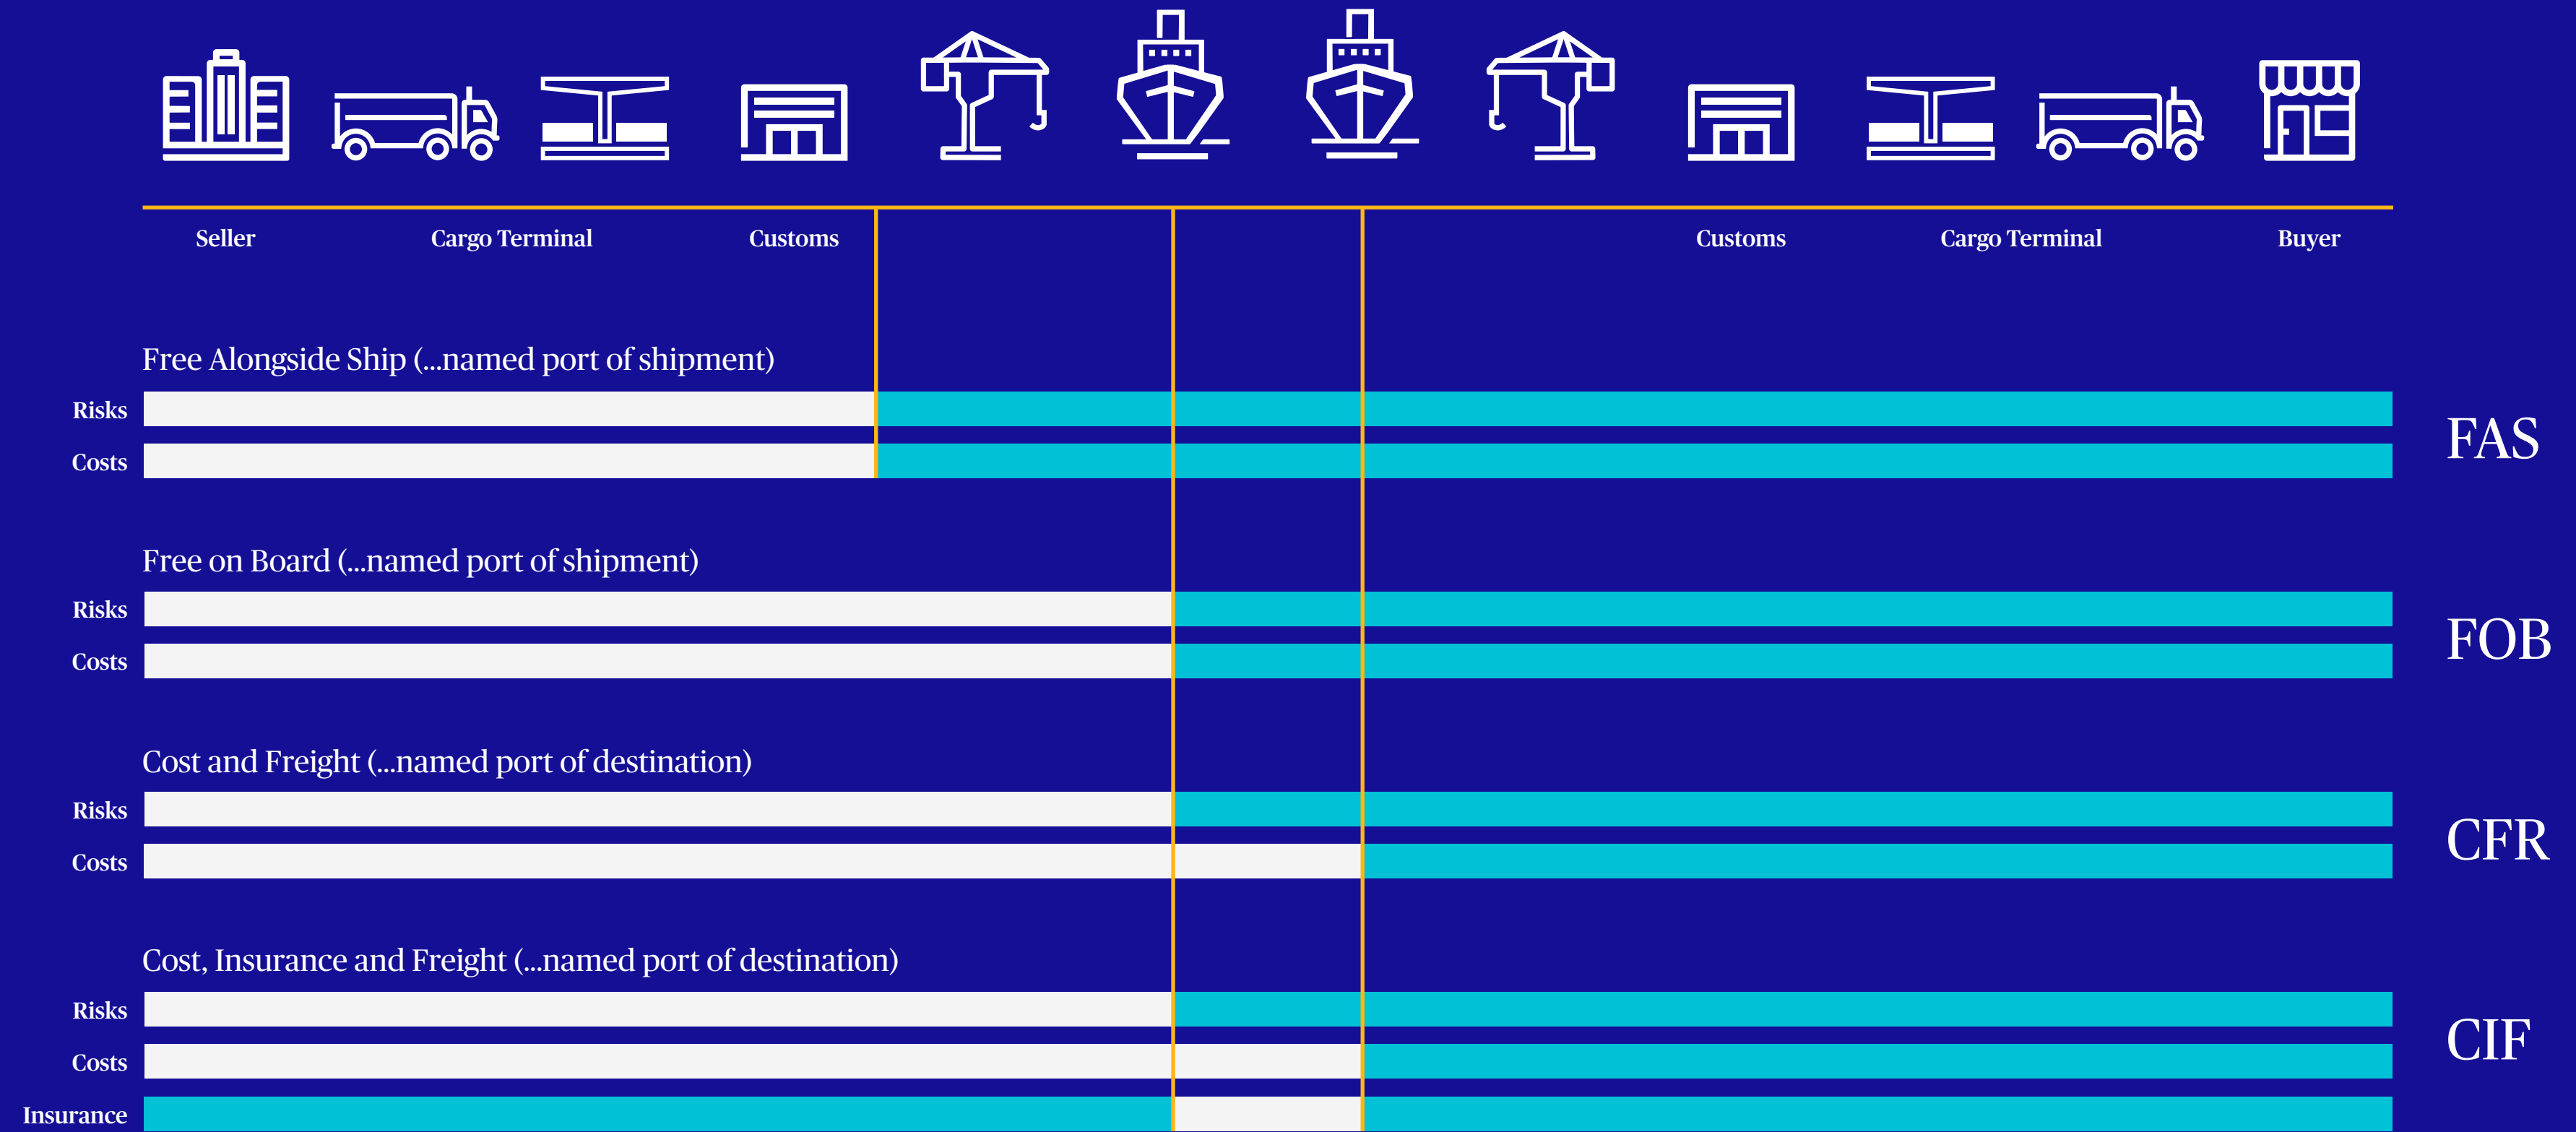 Seller
Cargo Terminal
Customs
Customs
Cargo Terminal
Buyer
Free Alongside Ship (...named port of shipment)
Risks
Costs
FAS
Free on Board (...named port of shipment)
Risks
Costs
FOB
Cost and Freight (...named port of destination)
Risks
Costs
CFR
Cost, Insurance and Freight (...named port of destination)
Risks
Costs
CIF
Insurance